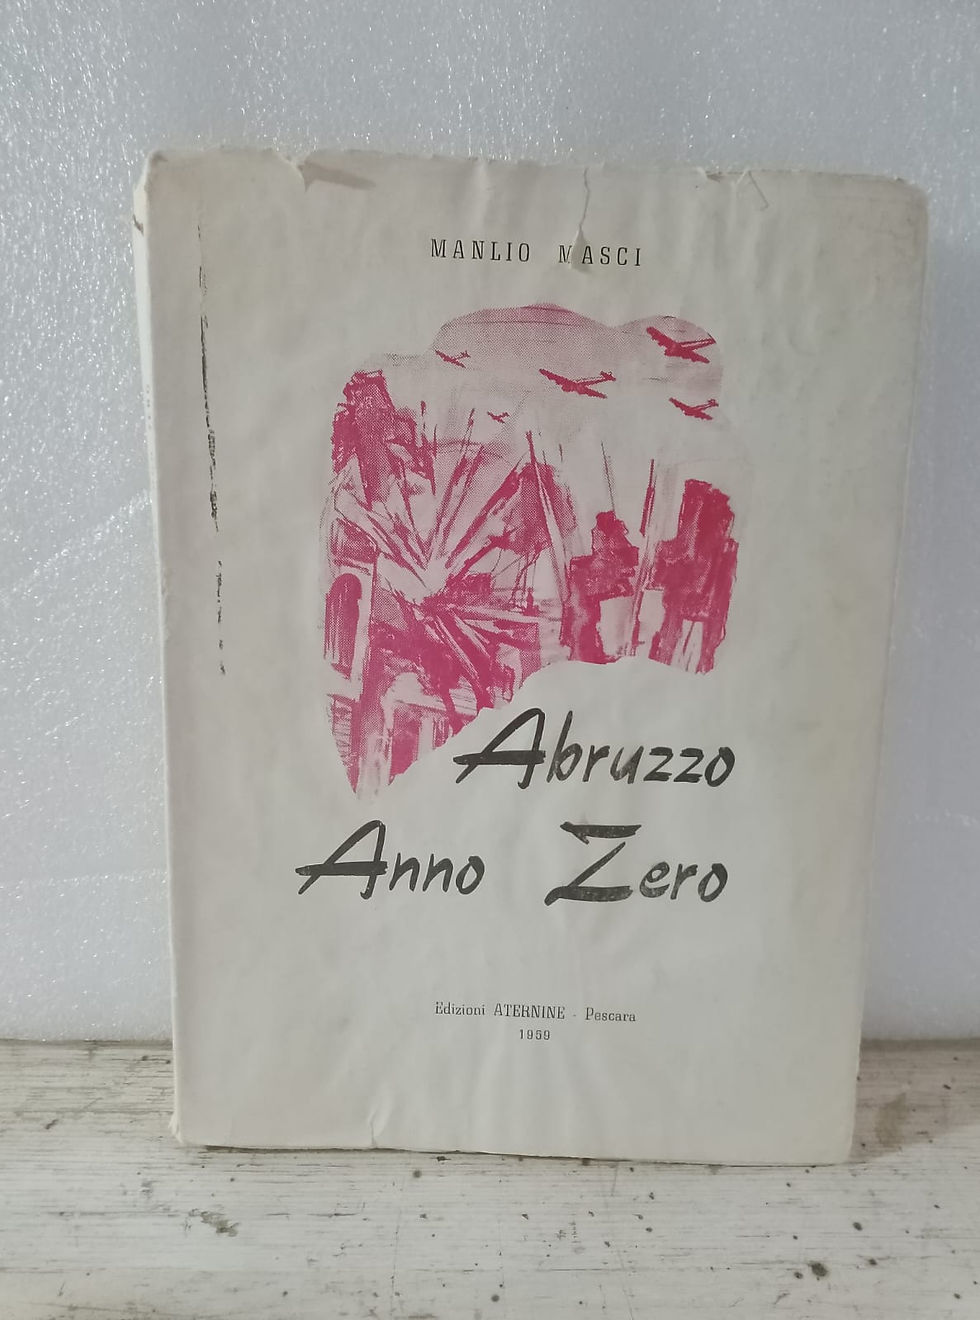 MANLIO MASCI
Abruzzo
Anno Zero
Edizioni ATERNINE - Pescara
1959